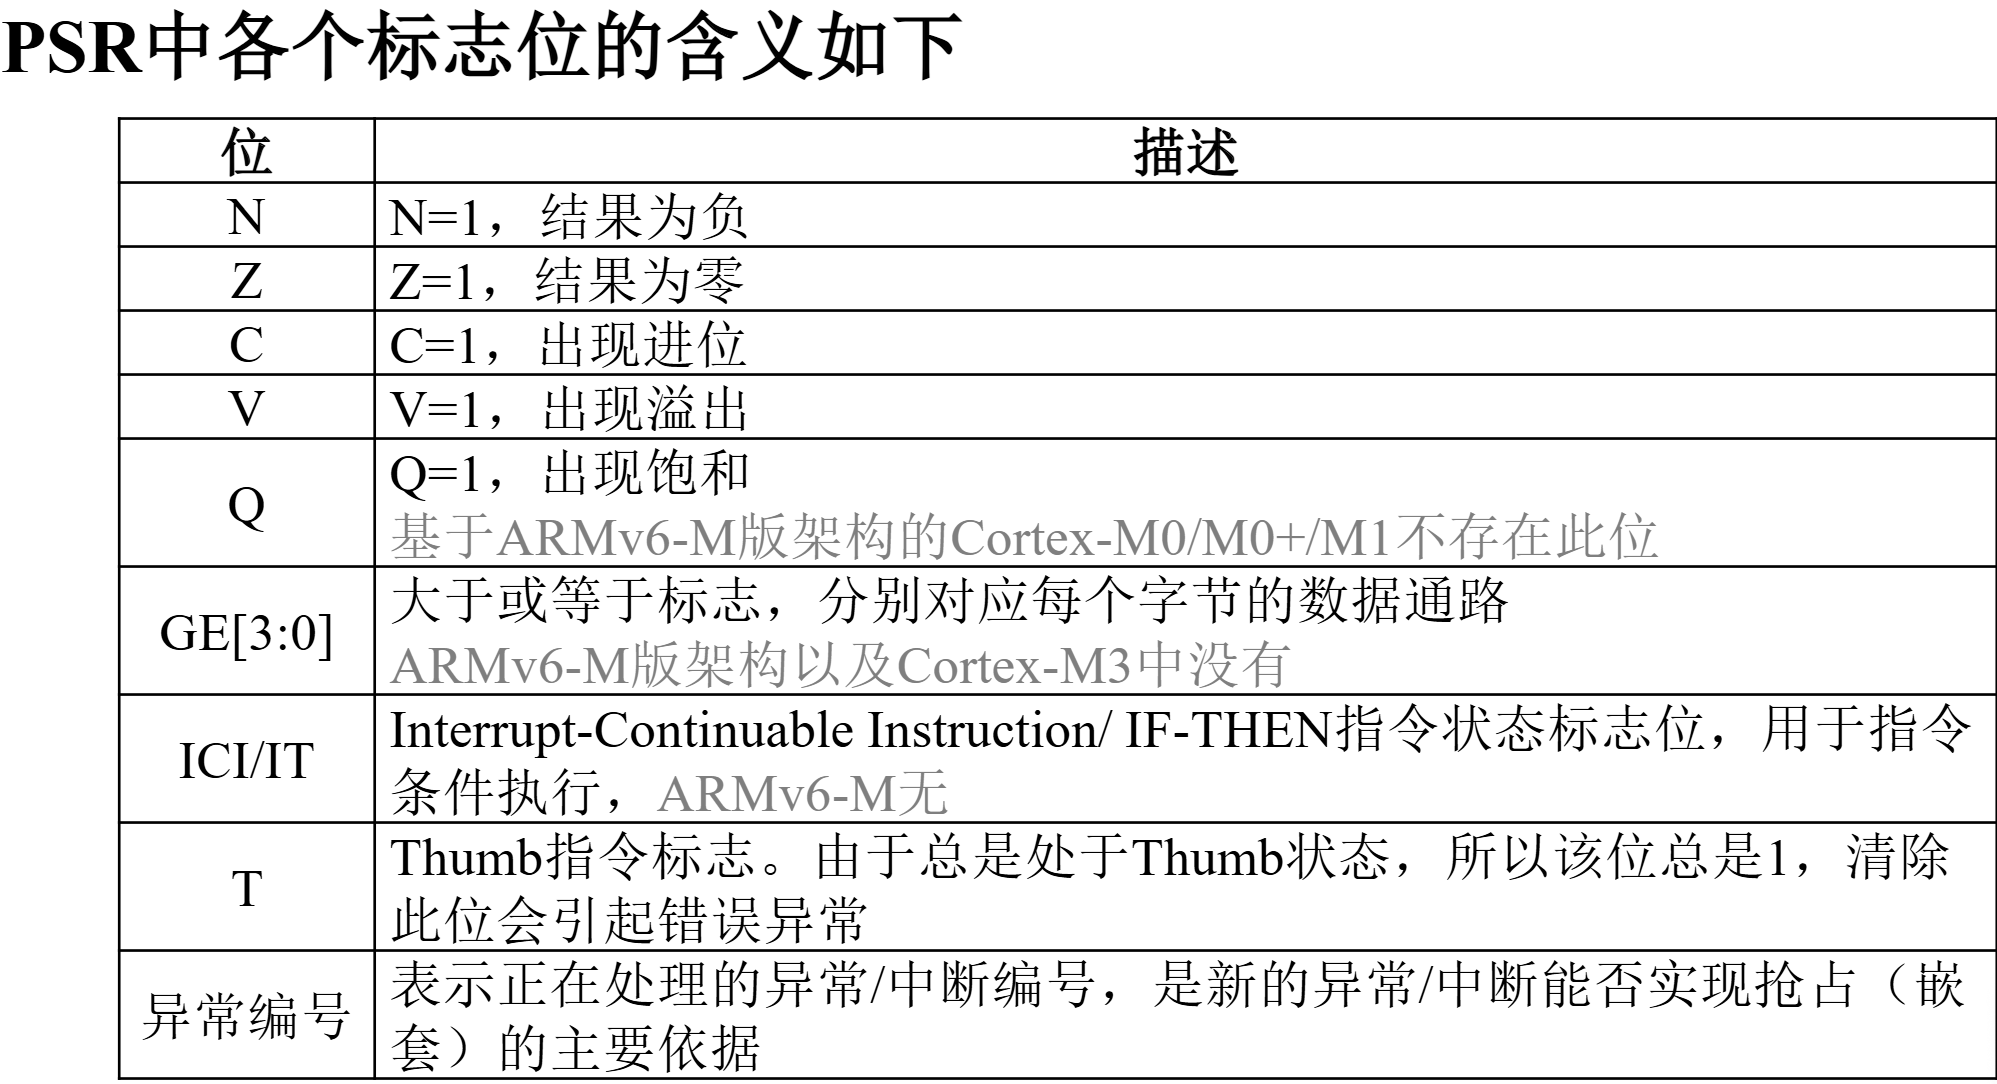 PSR中各个标志位的含义如下
位 描述
N N=1，结果为负
Z Z=1，结果为零
C C=1，出现进位
V V=1，出现溢出
Q Q=1，出现饱和
基于ARMv6-M版架构的Cortex-M0/M0+/M1不存在此位
GE[3:0] 大于或等于标志，分别对应每个字节的数据通路
ARMv6-M版架构以及Cortex-M3中没有
ICI/IT Interrupt-Continuable Instruction/ IF-THEN指令状态标志位，用于指令
条件执行，ARMv6-M无
T Thumb指令标志。由于总是处于Thumb状态，所以该位总是1，清除
此位会引起错误异常
异常编号 表示正在处理的异常/中断编号，是新的异常/中断能否实现抢占（嵌
套）的主要依据